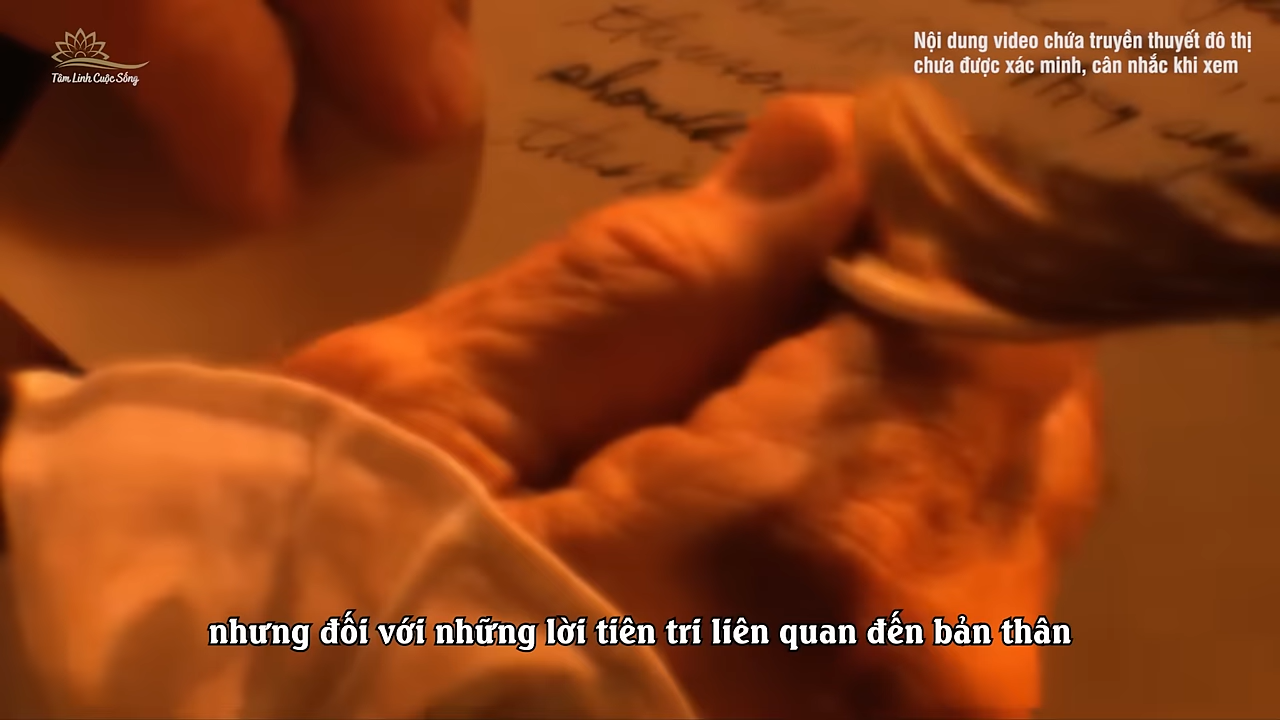 Tâm Linh Cuộc Sống
Nội dung video chứa truyền thuyết đô thị
chưa được xác minh, cân nhắc khi xem
should
nhưng đối với những lời tiên tri liên quan đến bản thân